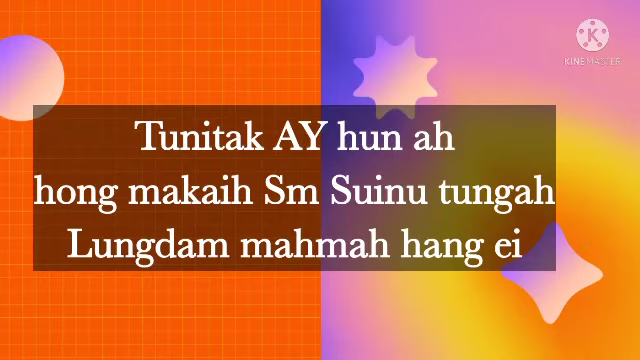 KINEMASTER
Tunitak AY hun ah
hong makaih Sm Suinu tungah
Lungdam mahmah hang ei